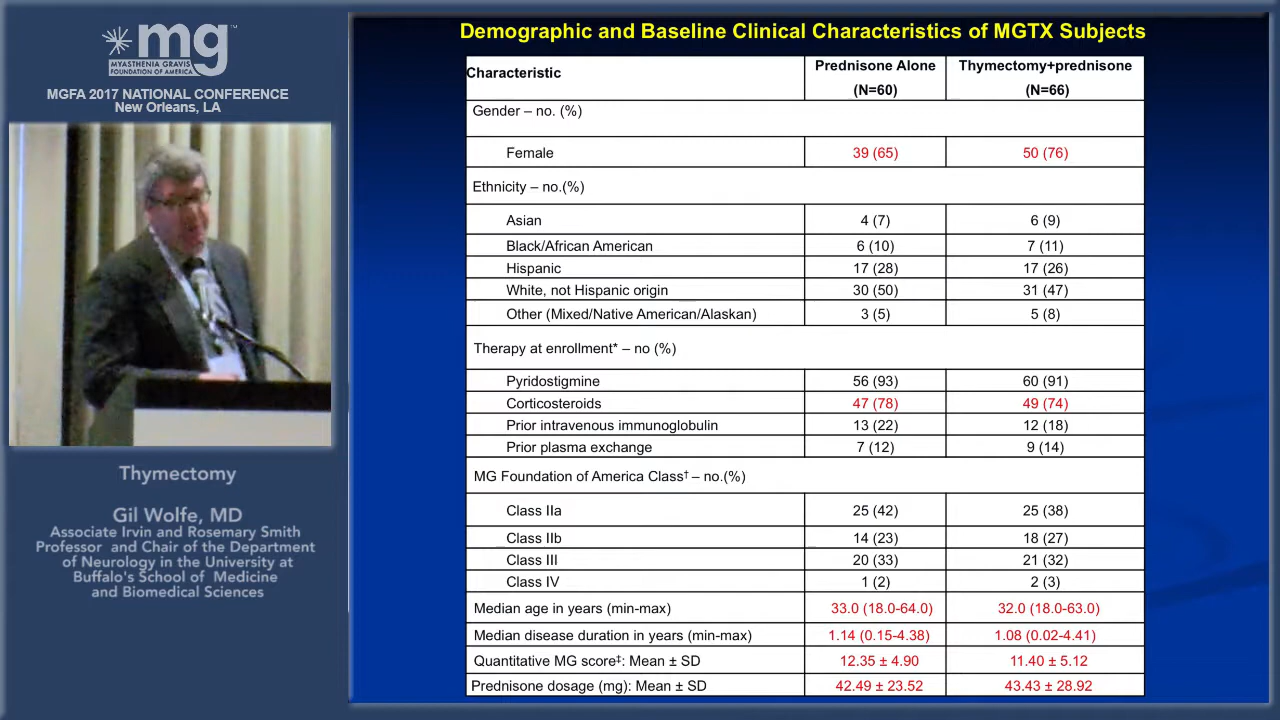 mg
MYASTHENIA GRAVIS
FOUNDATION OF AMERICA
MGFA 2017 NATIONAL CONFERENCE
New Orleans, LA
Thymectomy
Gil Wolfe, MD
Associate Irvin and Rosemary Smith
Professor and Chair of the Department
of Neurology in the University at
Buffalo's School of Medicine
and Biomedical Sciences
Demographic and Baseline Clinical Characteristics of MGTX Subjects
Characteristic Prednisone Alone (N=60) Thymectomy+prednisone (N=66)
Gender – no. (%)
Female 39 (65) 50 (76)
Ethnicity – no.(%)
Asian 4 (7) 6 (9)
Black/African American 6 (10) 7 (11)
Hispanic 17 (28) 17 (26)
White, not Hispanic origin 30 (50) 31 (47)
Other (Mixed/Native American/Alaskan) 3 (5) 5 (8)
Therapy at enrollment* – no (%)
Pyridostigmine 56 (93) 60 (91)
Corticosteroids 47 (78) 49 (74)
Prior intravenous immunoglobulin 13 (22) 12 (18)
Prior plasma exchange 7 (12) 9 (14)
MG Foundation of America Class† – no.(%)
Class IIa 25 (42) 25 (38)
Class IIb 14 (23) 18 (27)
Class III 20 (33) 21 (32)
Class IV 1 (2) 2 (3)
Median age in years (min-max) 33.0 (18.0-64.0) 32.0 (18.0-63.0)
Median disease duration in years (min-max) 1.14 (0.15-4.38) 1.08 (0.02-4.41)
Quantitative MG score‡: Mean ± SD 12.35 ± 4.90 11.40 ± 5.12
Prednisone dosage (mg): Mean ± SD 42.49 ± 23.52 43.43 ± 28.92